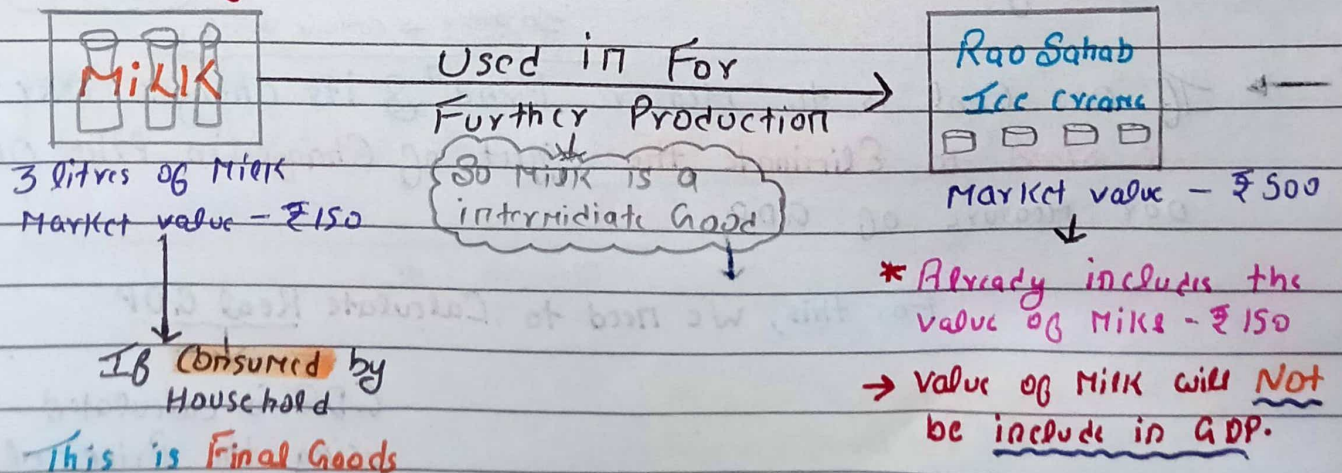 MiLK
3 litres of Milk
Market value - ₹150
If Consumed by
Household
This is Final Goods
Used in For
Further Production
So Milk is a
intermidiate Good
Rao Sahab
Ice Cream
Market value - ₹500
* Already includes the
value of Milk - ₹150
→ value of Milk will Not
be include in GDP.